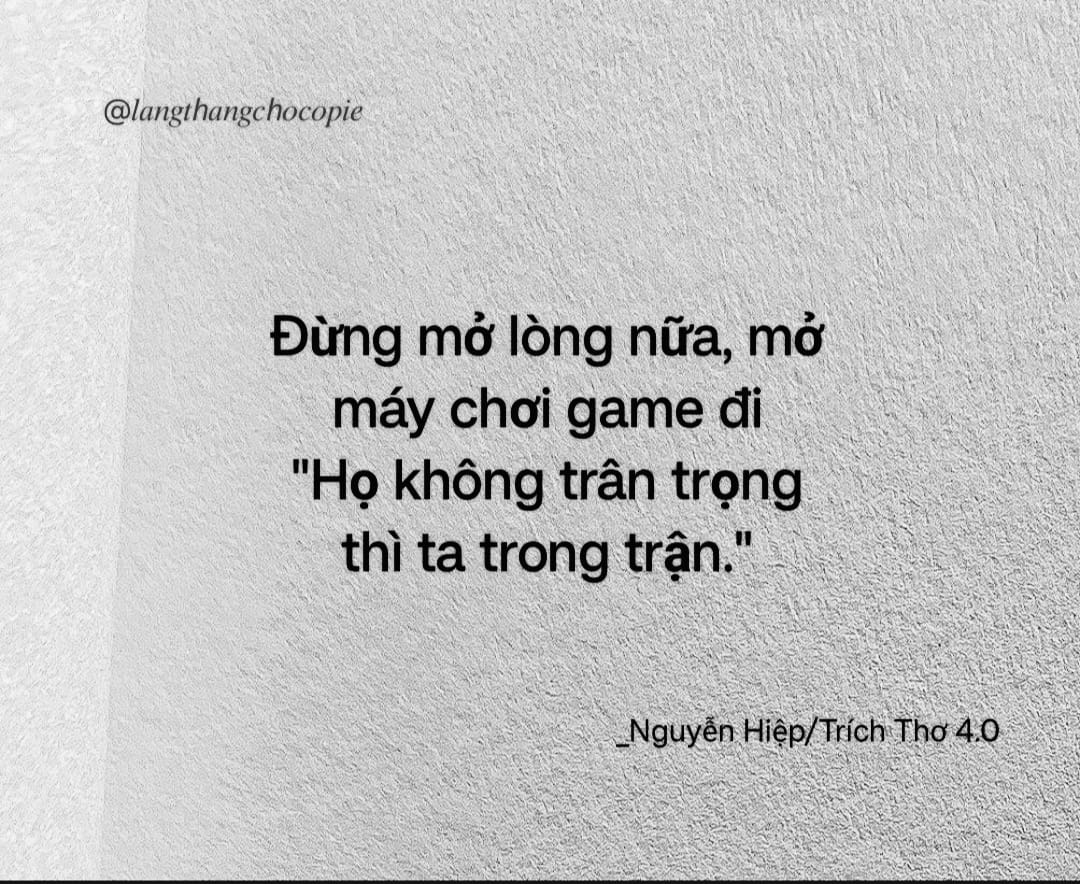 @langthangchocopie
Đừng mở lòng nữa, mở
máy chơi game đi
"Họ không trân trọng
thì ta trong trận."
_Nguyễn Hiệp/Trích Thơ 4.0